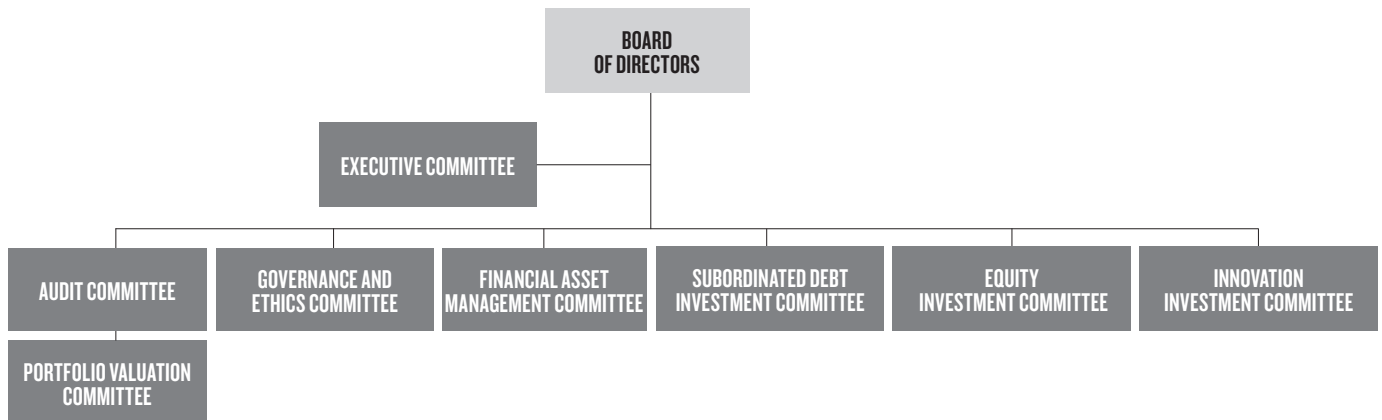 BOARD
OF DIRECTORS
EXECUTIVE COMMITTEE
AUDIT COMMITTEE
GOVERNANCE AND
ETHICS COMMITTEE
FINANCIAL ASSET
MANAGEMENT COMMITTEE
SUBORDINATED DEBT
INVESTMENT COMMITTEE
EQUITY
INVESTMENT COMMITTEE
INNOVATION
INVESTMENT COMMITTEE
PORTFOLIO VALUATION
COMMITTEE